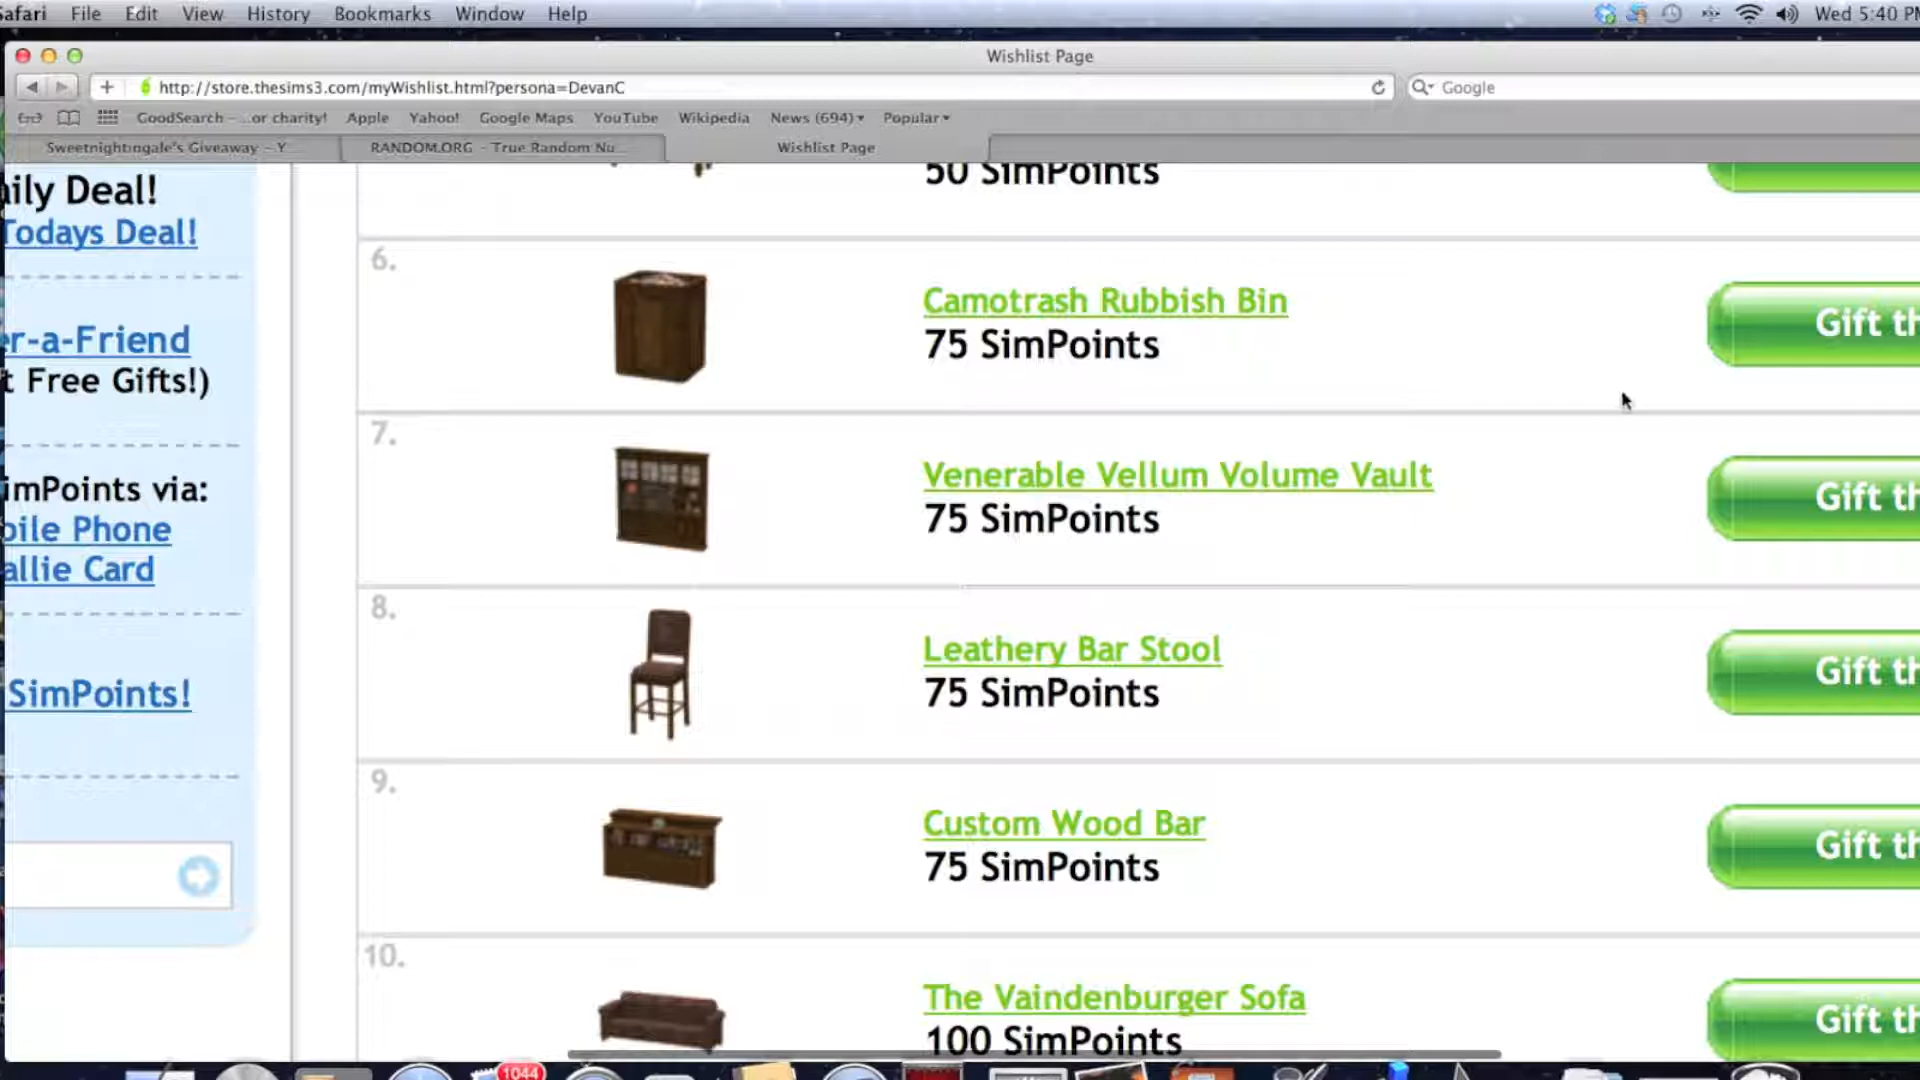 Safari File Edit View History Bookmarks Window Help Wed 5:40 PM
Wishlist Page
http://store.thesims3.com/myWishlist.html?persona=DevanC Google
GoodSearch - ...or charity! Apple Yahoo! Google Maps YouTube Wikipedia News (694) Popular
Sweetnightingale's Giveaway - Y... RANDOM.ORG - True Random Nu... Wishlist Page
aily Deal!
Todays Deal!
er-a-Friend
t Free Gifts!)
imPoints via:
bile Phone
allie Card
SimPoints!
50 SimPoints
6.
Camotrash Rubbish Bin
75 SimPoints
Gift th
7.
Venerable Vellum Volume Vault
75 SimPoints
Gift th
8.
Leathery Bar Stool
75 SimPoints
Gift th
9.
Custom Wood Bar
75 SimPoints
Gift th
10.
The Vaindenburger Sofa
100 SimPoints
Gift th
1044